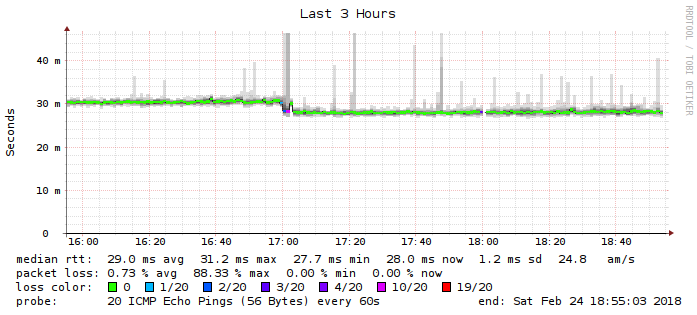 Last 3 Hours
RRDTOOL / TOBI OETIKER
Seconds
40 m
30 m
20 m
10 m
0
16:00 16:20 16:40 17:00 17:20 17:40 18:00 18:20 18:40
median rtt: 29.0 ms avg 31.2 ms max 27.7 ms min 28.0 ms now 1.2 ms sd 24.8 am/s
packet loss: 0.73 % avg 88.33 % max 0.00 % min 0.00 % now
loss color: 0 1/20 2/20 3/20 4/20 10/20 19/20
probe: 20 ICMP Echo Pings (56 Bytes) every 60s end: Sat Feb 24 18:55:03 2018